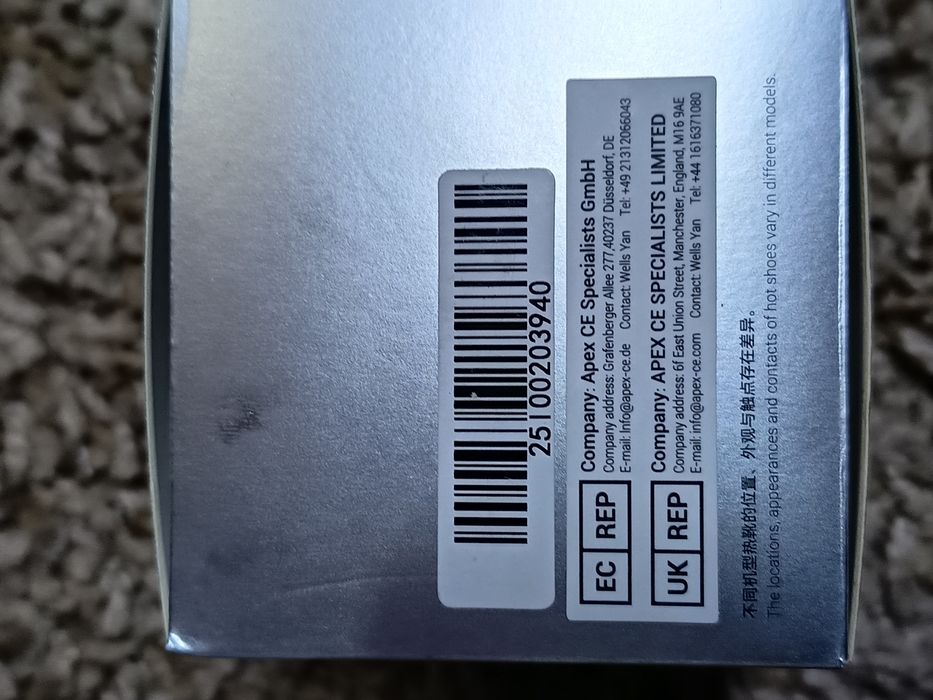 25100203940
EC REP
Company: Apex CE Specialists GmbH
Company address: Grafenberger Allee 277,40237 Düsseldorf, DE
E-mail: Info@apex-ce.de Contact: Wells Yan Tel: +49 21312066043
UK REP
Company: APEX CE SPECIALISTS LIMITED
Company address: 6f East Union Street, Manchester, England, M16 9AE
E-mail: info@apex-ce.com Contact: Wells Yan Tel: +44 1616371080
不同机型热靴的位置、外观与触点存在差异。
The locations, appearances and contacts of hot shoes vary in different models.